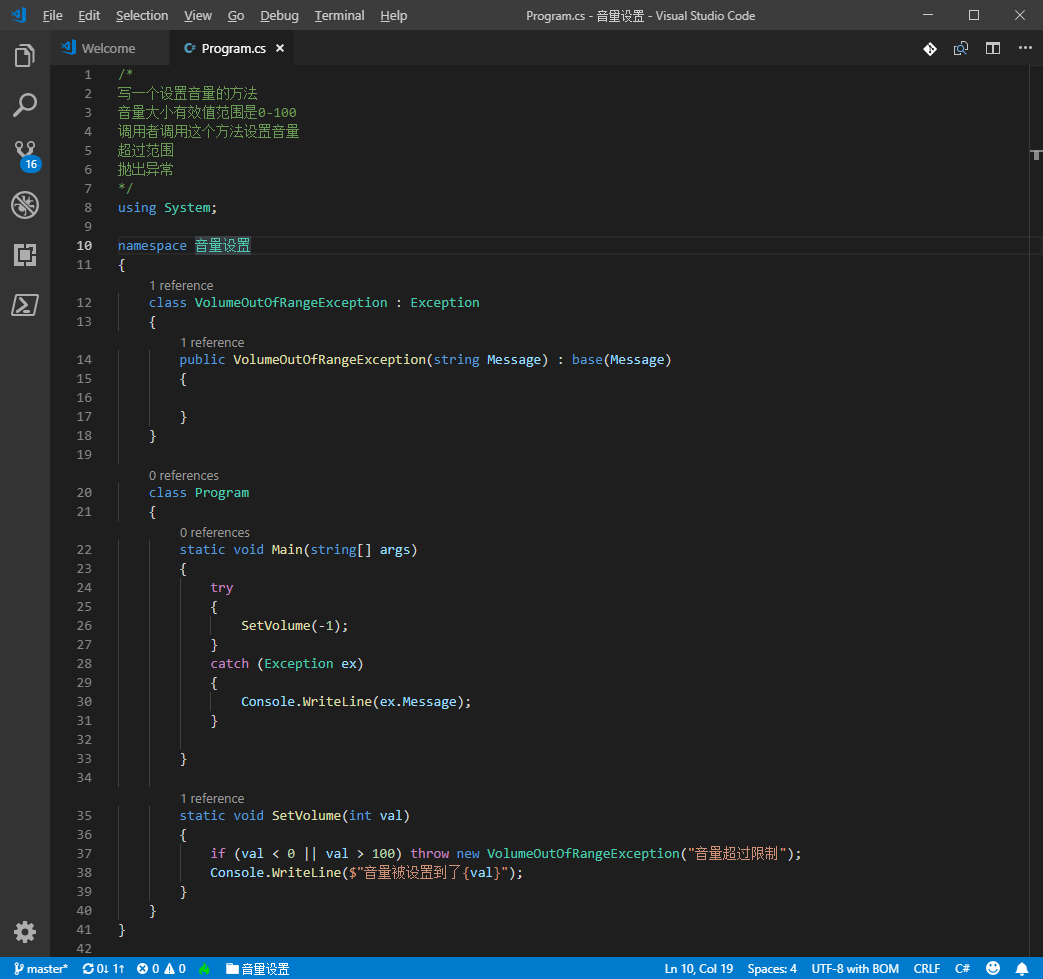 File Edit Selection View Go Debug Terminal Help Program.cs - 音量设置 - Visual Studio Code
Welcome Program.cs
16
1 /*
2 写一个设置音量的方法
3 音量大小有效值范围是0-100
4 调用者调用这个方法设置音量
5 超过范围
6 抛出异常
7 */
8 using System;
9
10 namespace 音量设置
11 {
1 reference
12 class VolumeOutOfRangeException : Exception
13 {
1 reference
14 public VolumeOutOfRangeException(string Message) : base(Message)
15 {
16
17 }
18 }
19
0 references
20 class Program
21 {
0 references
22 static void Main(string[] args)
23 {
24 try
25 {
26 SetVolume(-1);
27 }
28 catch (Exception ex)
29 {
30 Console.WriteLine(ex.Message);
31 }
32
33 }
34
1 reference
35 static void SetVolume(int val)
36 {
37 if (val < 0 || val > 100) throw new VolumeOutOfRangeException("音量超过限制");
38 Console.WriteLine($"音量被设置到了{val}");
39 }
40 }
41 }
42
master* 0↓ 1↑ 0 0 音量设置 Ln 10, Col 19 Spaces: 4 UTF-8 with BOM CRLF C#